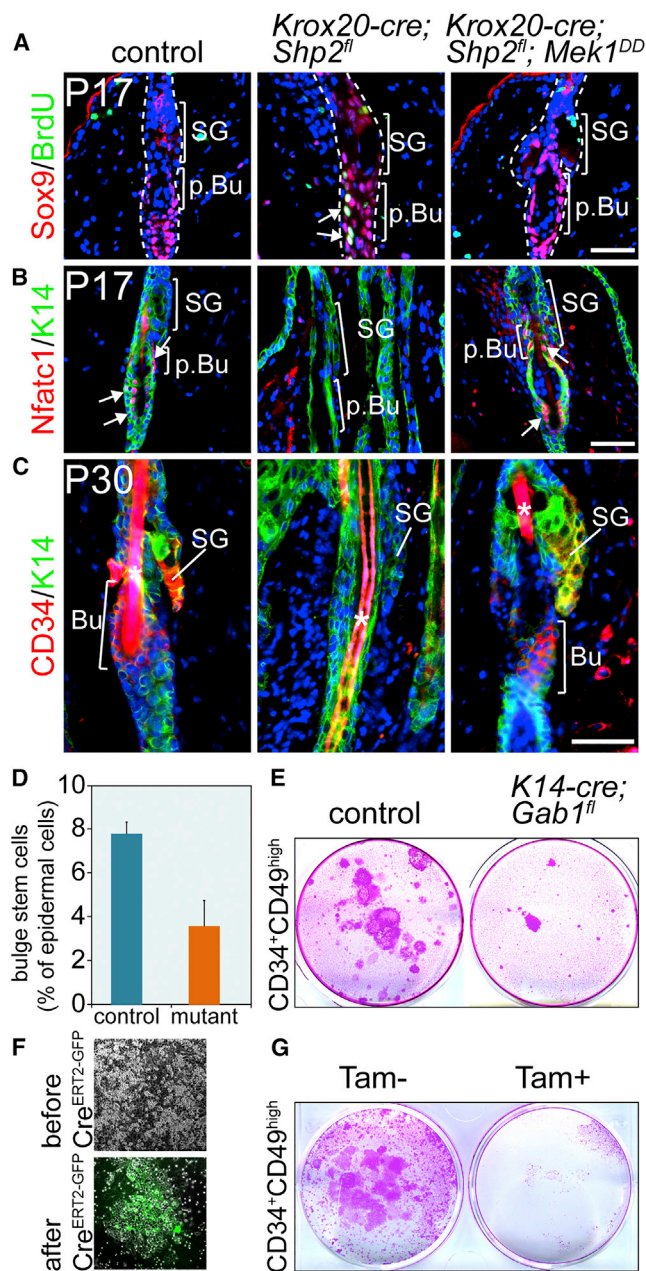 A
control
Krox20-cre;
Shp2fl
Krox20-cre;
Shp2fl; Mek1DD
Sox9/BrdU
P17
SG
p.Bu
SG
p.Bu
SG
p.Bu
B
Nfatc1/K14
P17
SG
p.Bu
SG
p.Bu
SG
p.Bu
C
CD34/K14
P30
*
SG
Bu
SG
*
*
SG
Bu
D
bulge stem cells
(% of epidermal cells)
10
8
6
4
2
0
control
mutant
E
control
K14-cre;
Gab1fl
CD34+CD49high
F
before
CreERT2-GFP
after
CreERT2-GFP
G
Tam-
Tam+
CD34+CD49high